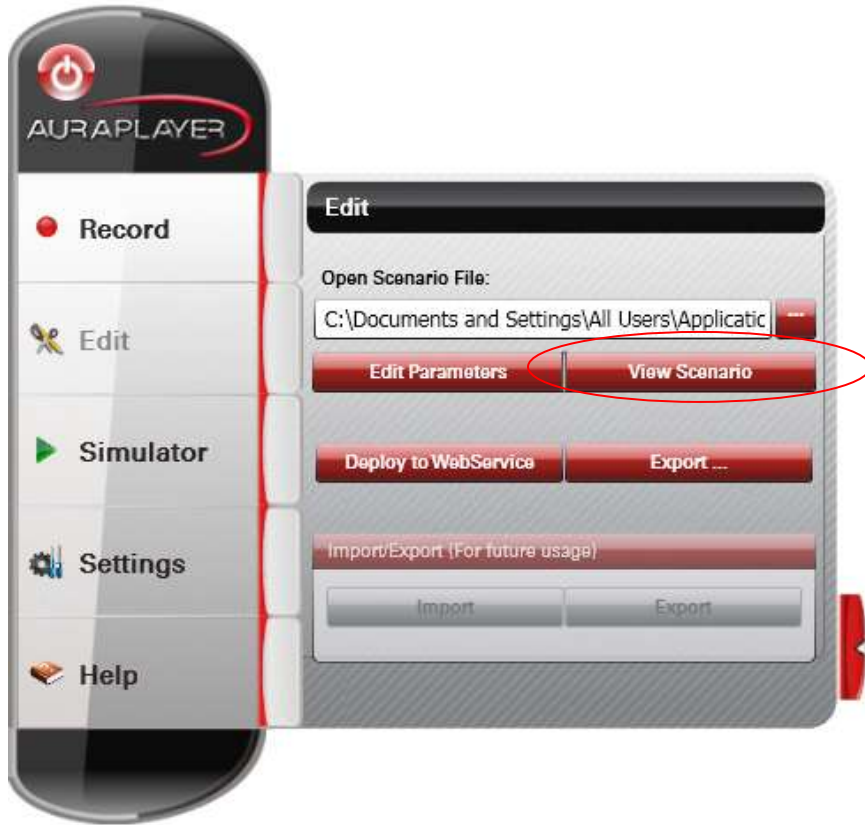 AURAPLAYER
Record
Edit
Simulator
Settings
Help
Edit
Open Scenario File:
C:\Documents and Settings\All Users\Applicatic
...
Edit Parameters
View Scenario
Deploy to WebService
Export ...
Import/Export (For future usage)
Import
Export